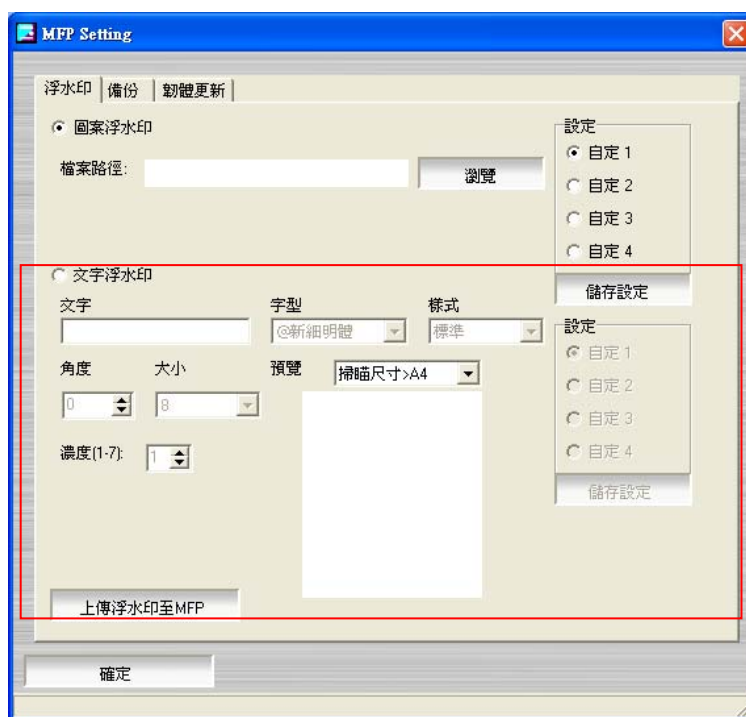 MFP Setting
浮水印 備份 韌體更新
圖案浮水印
檔案路徑:
瀏覽
設定
自定 1
自定 2
自定 3
自定 4
儲存設定
文字浮水印
文字 字型 樣式
@新細明體 標準
角度 大小 預覽 掃瞄尺寸>A4
0 8
濃度(1-7): 1
設定
自定 1
自定 2
自定 3
自定 4
儲存設定
上傳浮水印至MFP
確定